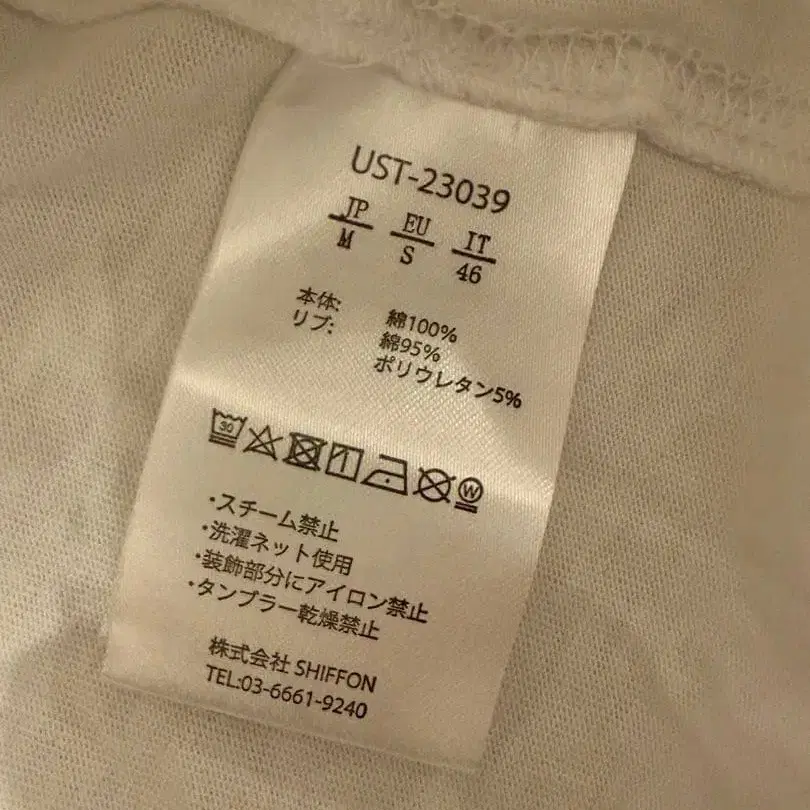 UST-23039
JP EU IT
M S 46
本体: 綿100%
リブ: 綿95%
ポリウレタン5%
30 W
・スチーム禁止
・洗濯ネット使用
・装飾部分にアイロン禁止
・タンブラー乾燥禁止
株式会社 SHIFFON
TEL:03-6661-9240